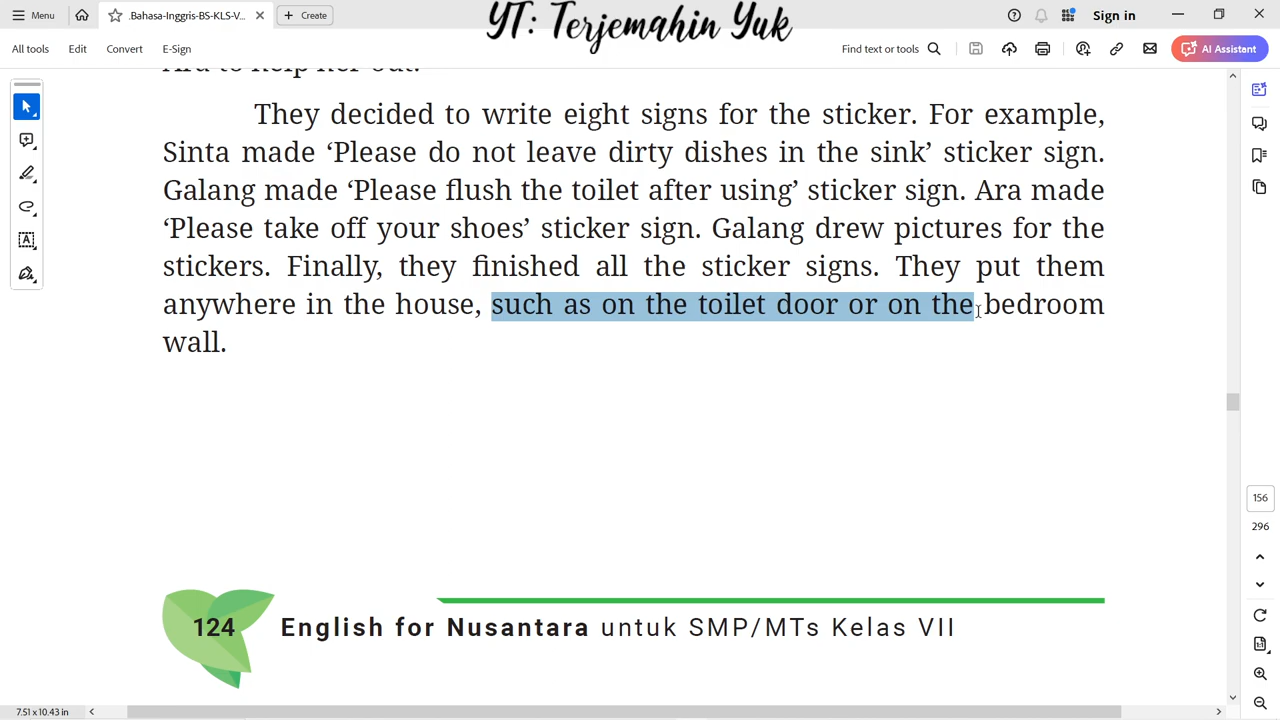 Menu
.Bahasa-Inggris-BS-KLS-V...
Create
YT: Terjemahin Yuk
Sign in
All tools
Edit
Convert
E-Sign
Find text or tools
AI Assistant
Ara to help her out.
They decided to write eight signs for the sticker. For example,
Sinta made ‘Please do not leave dirty dishes in the sink’ sticker sign.
Galang made ‘Please flush the toilet after using’ sticker sign. Ara made
‘Please take off your shoes’ sticker sign. Galang drew pictures for the
stickers. Finally, they finished all the sticker signs. They put them
anywhere in the house, such as on the toilet door or on the bedroom
wall.
156
296
124 English for Nusantara untuk SMP/MTs Kelas VII
7.51 x 10.43 in